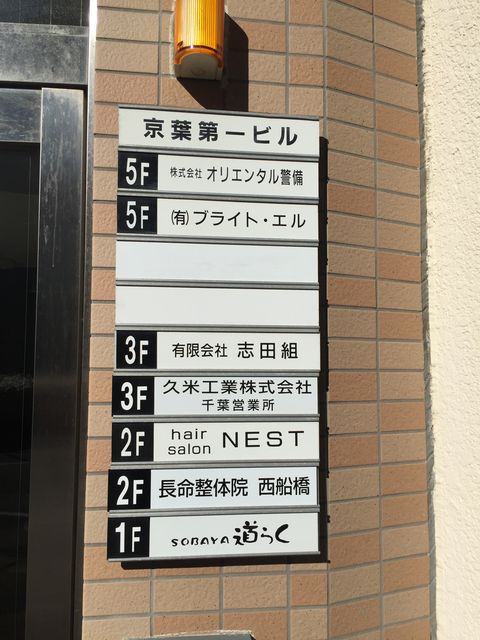 京葉第一ビル
5F 株式会社 オリエンタル警備
5F ㈲ ブライト・エル
3F 有限会社 志田組
3F 久米工業株式会社
千葉営業所
2F hair salon NEST
2F 長命整体院 西船橋
1F SOBAYA 道らく